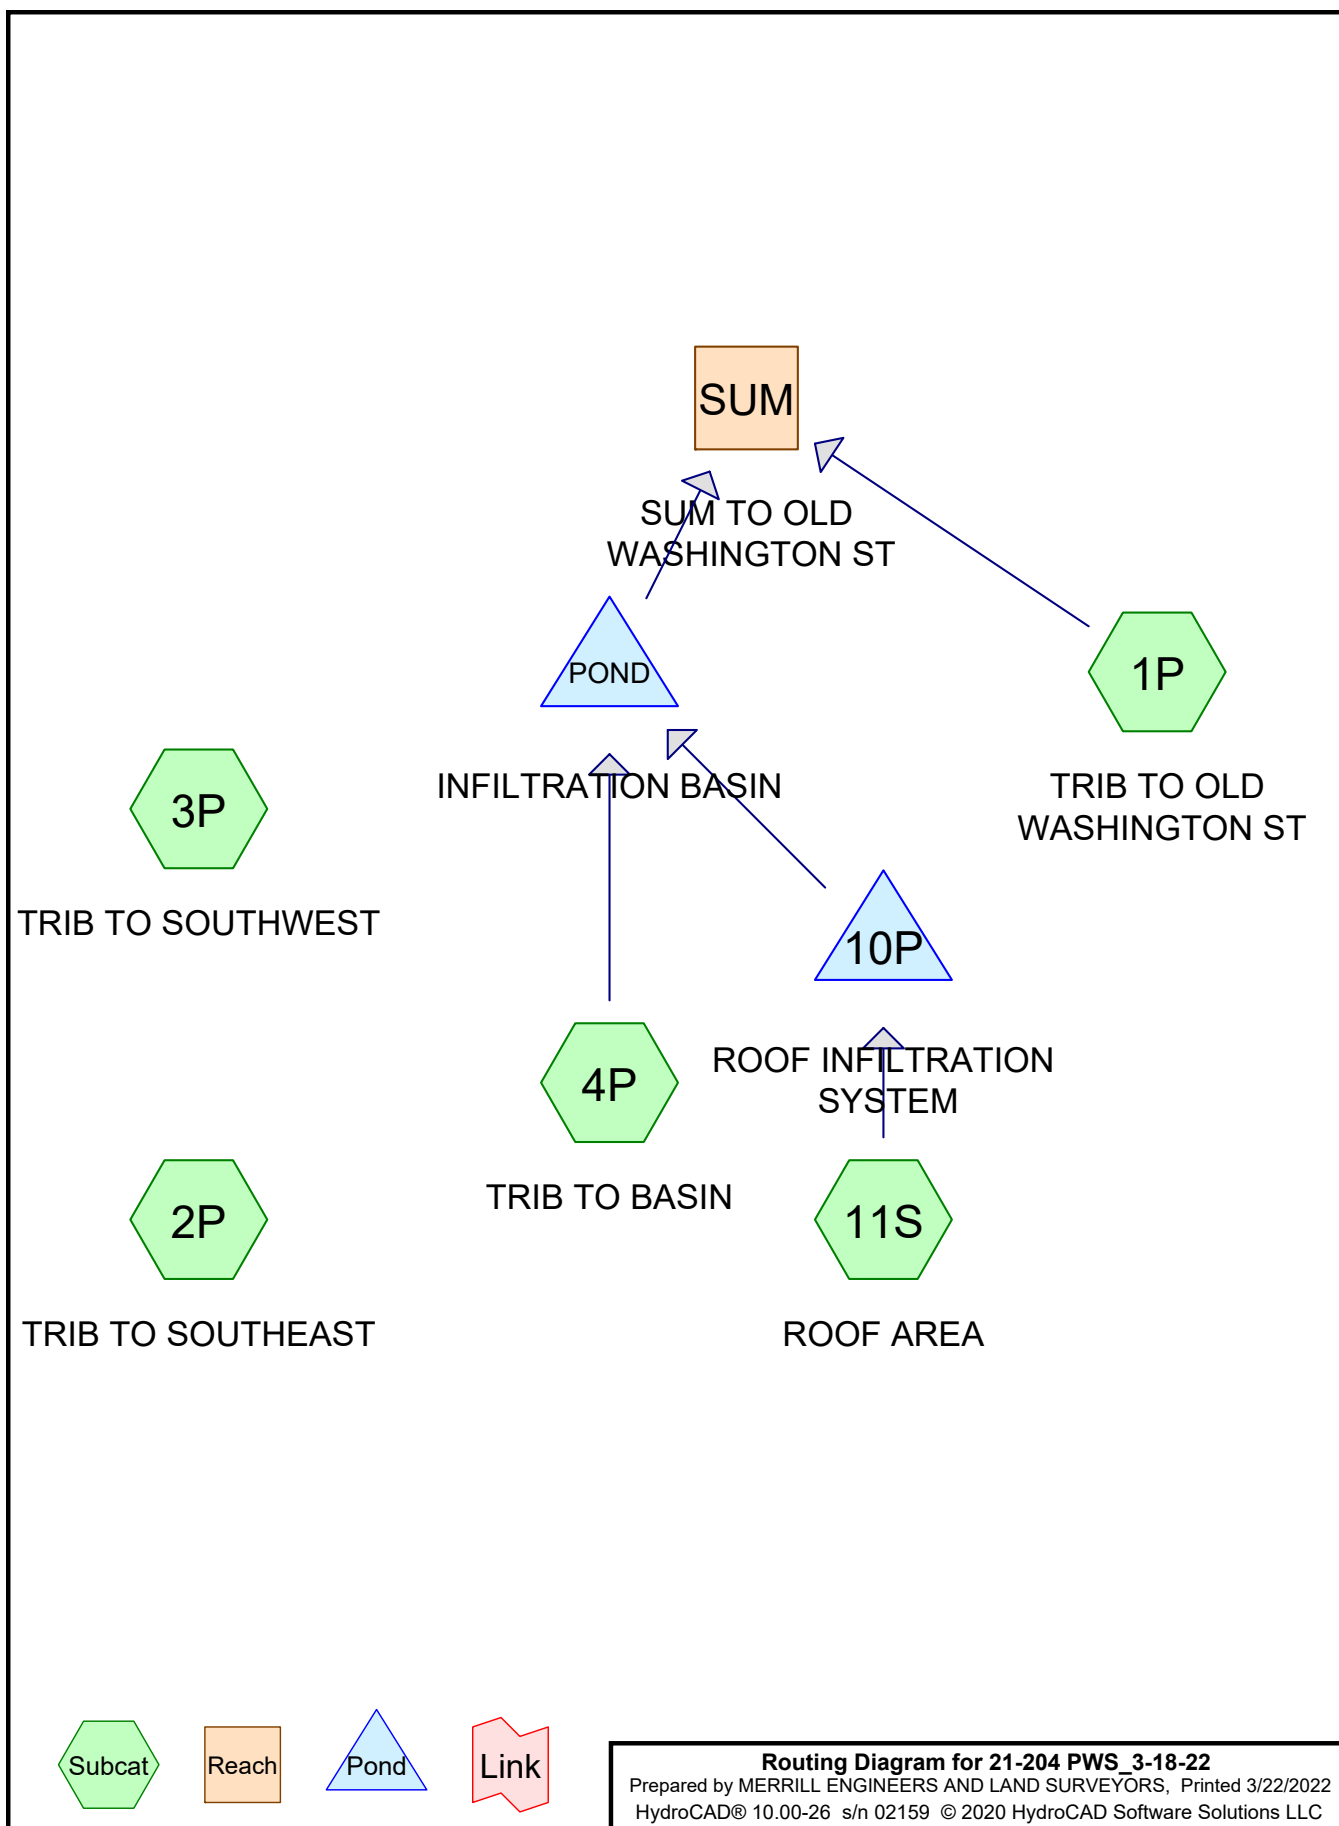 SUM
SUM TO OLD
WASHINGTON ST
POND
INFILTRATION BASIN
1P
TRIB TO OLD
WASHINGTON ST
3P
TRIB TO SOUTHWEST
10P
ROOF INFILTRATION
SYSTEM
4P
TRIB TO BASIN
2P
TRIB TO SOUTHEAST
11S
ROOF AREA
Subcat
Reach
Pond
Link
Routing Diagram for 21-204 PWS_3-18-22
Prepared by MERRILL ENGINEERS AND LAND SURVEYORS, Printed 3/22/2022
HydroCAD® 10.00-26 s/n 02159 © 2020 HydroCAD Software Solutions LLC